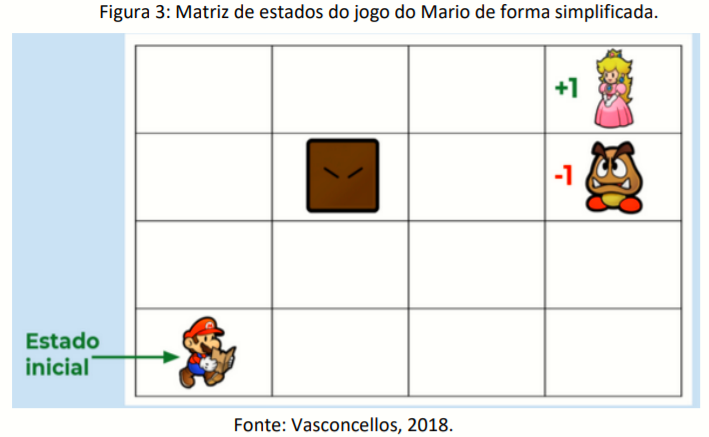 Figura 3: Matriz de estados do jogo do Mario de forma simplificada.
+1
-1
Estado
inicial
Fonte: Vasconcellos, 2018.